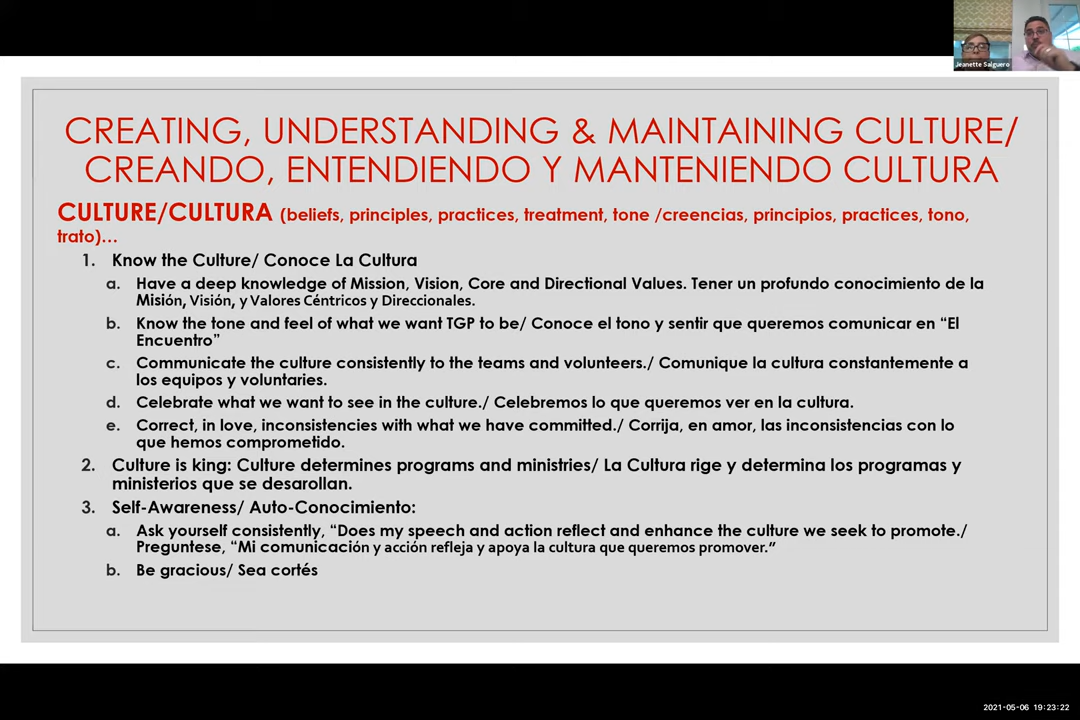 Jeanette Salguero
CREATING, UNDERSTANDING & MAINTAINING CULTURE/
CREANDO, ENTENDIENDO Y MANTENIENDO CULTURA
CULTURE/CULTURA (beliefs, principles, practices, treatment, tone /creencias, principios, practices, tono,
trato)…
1. Know the Culture/ Conoce La Cultura
a. Have a deep knowledge of Mission, Vision, Core and Directional Values. Tener un profundo conocimiento de la
Misión, Visión, y Valores Céntricos y Direccionales.
b. Know the tone and feel of what we want TGP to be/ Conoce el tono y sentir que queremos comunicar en “El
Encuentro”
c. Communicate the culture consistently to the teams and volunteers./ Comunique la cultura constantemente a
los equipos y voluntaries.
d. Celebrate what we want to see in the culture./ Celebremos lo que queremos ver en la cultura.
e. Correct, in love, inconsistencies with what we have committed./ Corrija, en amor, las inconsistencias con lo
que hemos comprometido.
2. Culture is king: Culture determines programs and ministries/ La Cultura rige y determina los programas y
ministerios que se desarollan.
3. Self-Awareness/ Auto-Conocimiento:
a. Ask yourself consistently, “Does my speech and action reflect and enhance the culture we seek to promote./
Preguntese, “Mi comunicación y acción refleja y apoya la cultura que queremos promover.”
b. Be gracious/ Sea cortés
2021-05-06 19:23:22